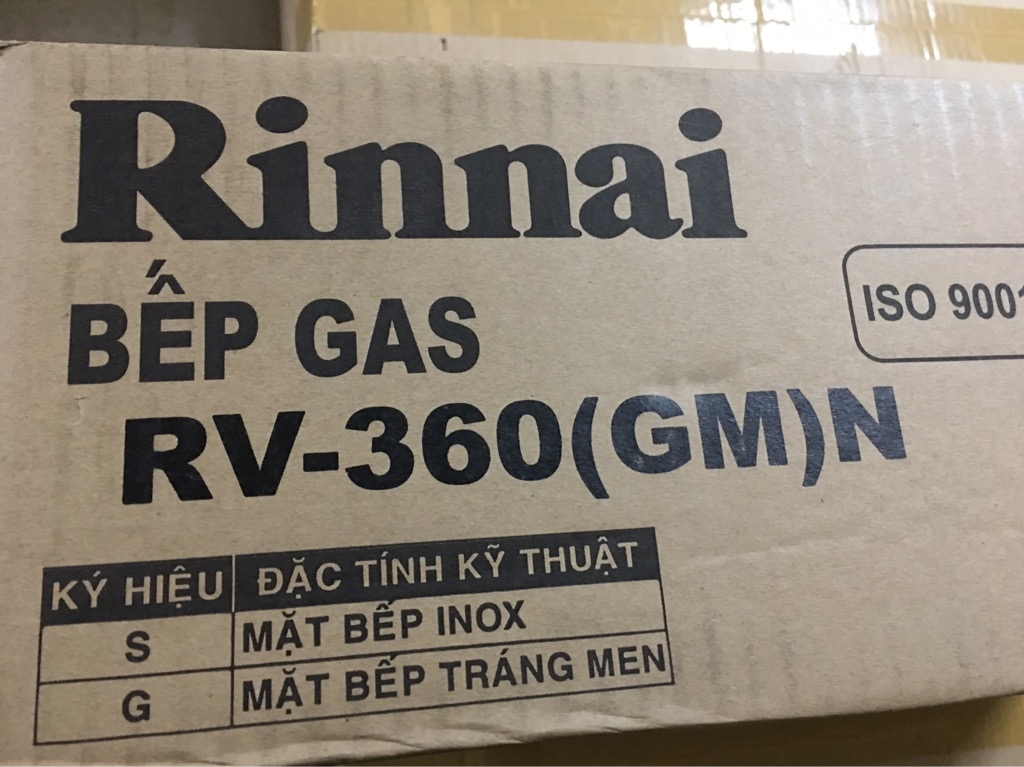 Rinnai
BẾP GAS
ISO 9001
RV-360(GM)N
KÝ HIỆU ĐẶC TÍNH KỸ THUẬT
S MẶT BẾP INOX
G MẶT BẾP TRÁNG MEN